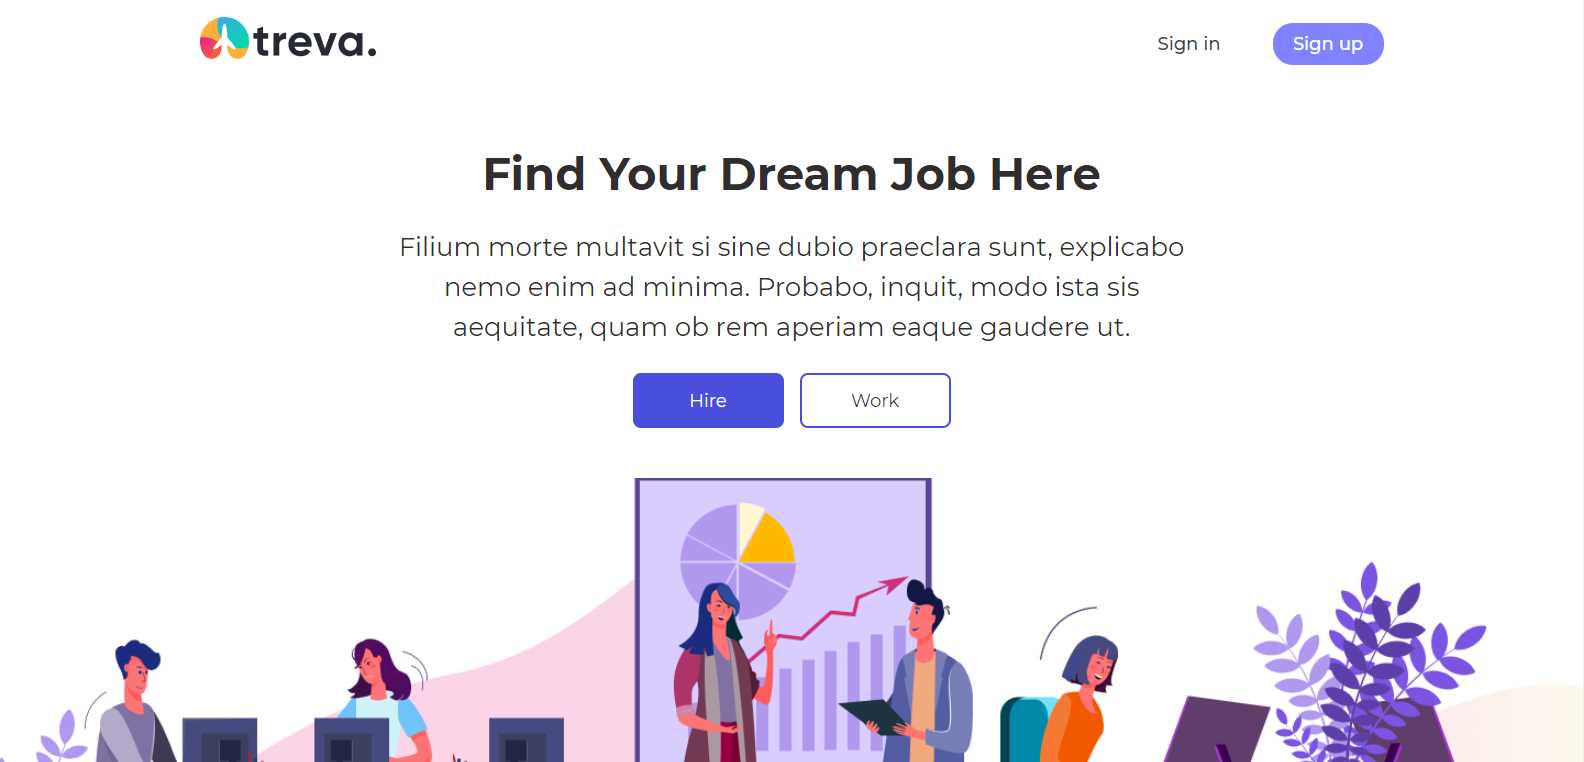 treva.
Sign in
Sign up
Find Your Dream Job Here
Filium morte multavit si sine dubio praeclara sunt, explicabo
nemo enim ad minima. Probabo, inquit, modo ista sis
aequitate, quam ob rem aperiam eaque gaudere ut.
Hire
Work